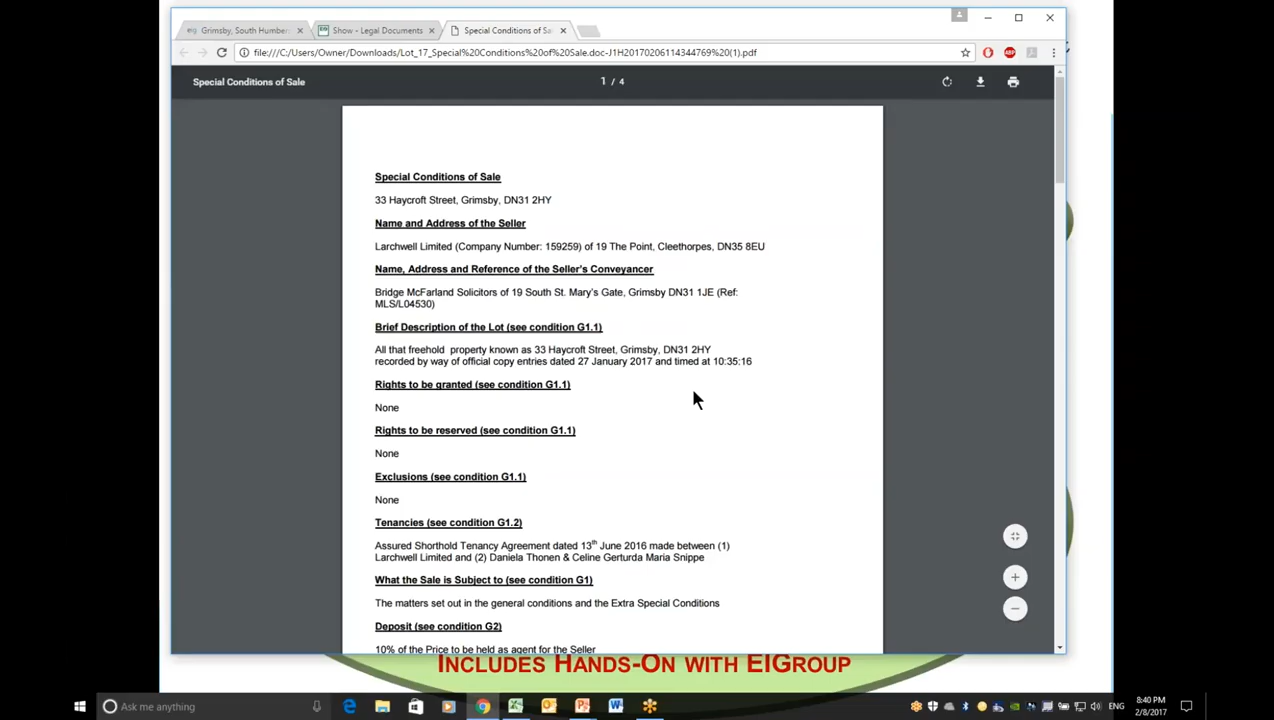 Grimsby, South Humber
Show - Legal Documents
Special Conditions of Sa
file:///C:/Users/Owner/Downloads/Lot_17_Special%20Conditions%20of%20Sale.doc-J1H20170206114344769%20(1).pdf
Special Conditions of Sale
1 / 4
Special Conditions of Sale
33 Haycroft Street, Grimsby, DN31 2HY
Name and Address of the Seller
Larchwell Limited (Company Number: 159259) of 19 The Point, Cleethorpes, DN35 8EU
Name, Address and Reference of the Seller's Conveyancer
Bridge McFarland Solicitors of 19 South St. Mary's Gate, Grimsby DN31 1JE (Ref:
MLS/L04530)
Brief Description of the Lot (see condition G1.1)
All that freehold property known as 33 Haycroft Street, Grimsby, DN31 2HY
recorded by way of official copy entries dated 27 January 2017 and timed at 10:35:16
Rights to be granted (see condition G1.1)
None
Rights to be reserved (see condition G1.1)
None
Exclusions (see condition G1.1)
None
Tenancies (see condition G1.2)
Assured Shorthold Tenancy Agreement dated 13th June 2016 made between (1)
Larchwell Limited and (2) Daniela Thonen & Celine Gerturda Maria Snippe
What the Sale is Subject to (see condition G1)
The matters set out in the general conditions and the Extra Special Conditions
Deposit (see condition G2)
10% of the Price to be held as agent for the Seller
INCLUDES HANDS-ON WITH EIGROUP
Ask me anything
ENG
8:40 PM
2/8/2017